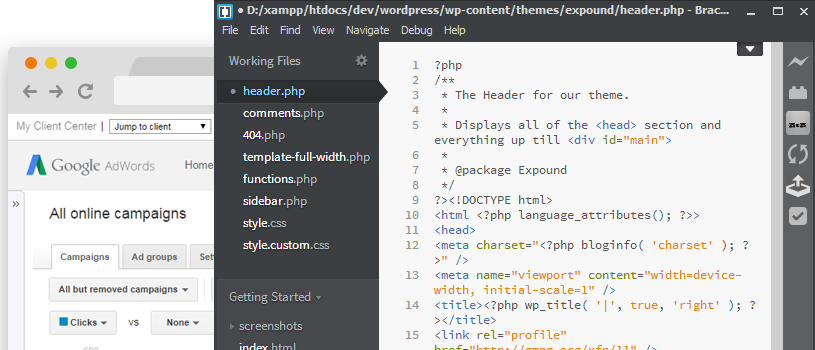 D:/xampp/htdocs/dev/wordpress/wp-content/themes/expound/header.php - Brac...
File Edit Find View Navigate Debug Help
My Client Center | Jump to client
Google AdWords Home
»
All online campaigns
Campaigns Ad groups Set
All but removed campaigns
Clicks VS None
Working Files
header.php
comments.php
404.php
template-full-width.php
functions.php
sidebar.php
style.css
style.custom.css
Getting Started
screenshots
index.html
1 ?php
2 /**
3 * The Header for our theme.
4 *
5 * Displays all of the <head> section and
everything up till <div id="main">
6 *
7 * @package Expound
8 */
9 ?><!DOCTYPE html>
10 <html <?php language_attributes(); ?>>
11 <head>
12 <meta charset="<?php bloginfo( 'charset' ); ?
>" />
13 <meta name="viewport" content="width=device-
width, initial-scale=1" />
14 <title><?php wp_title( '|', true, 'right' ); ?
></title>
15 <link rel="profile"
href="http://gmpg.org/xfn/11" />